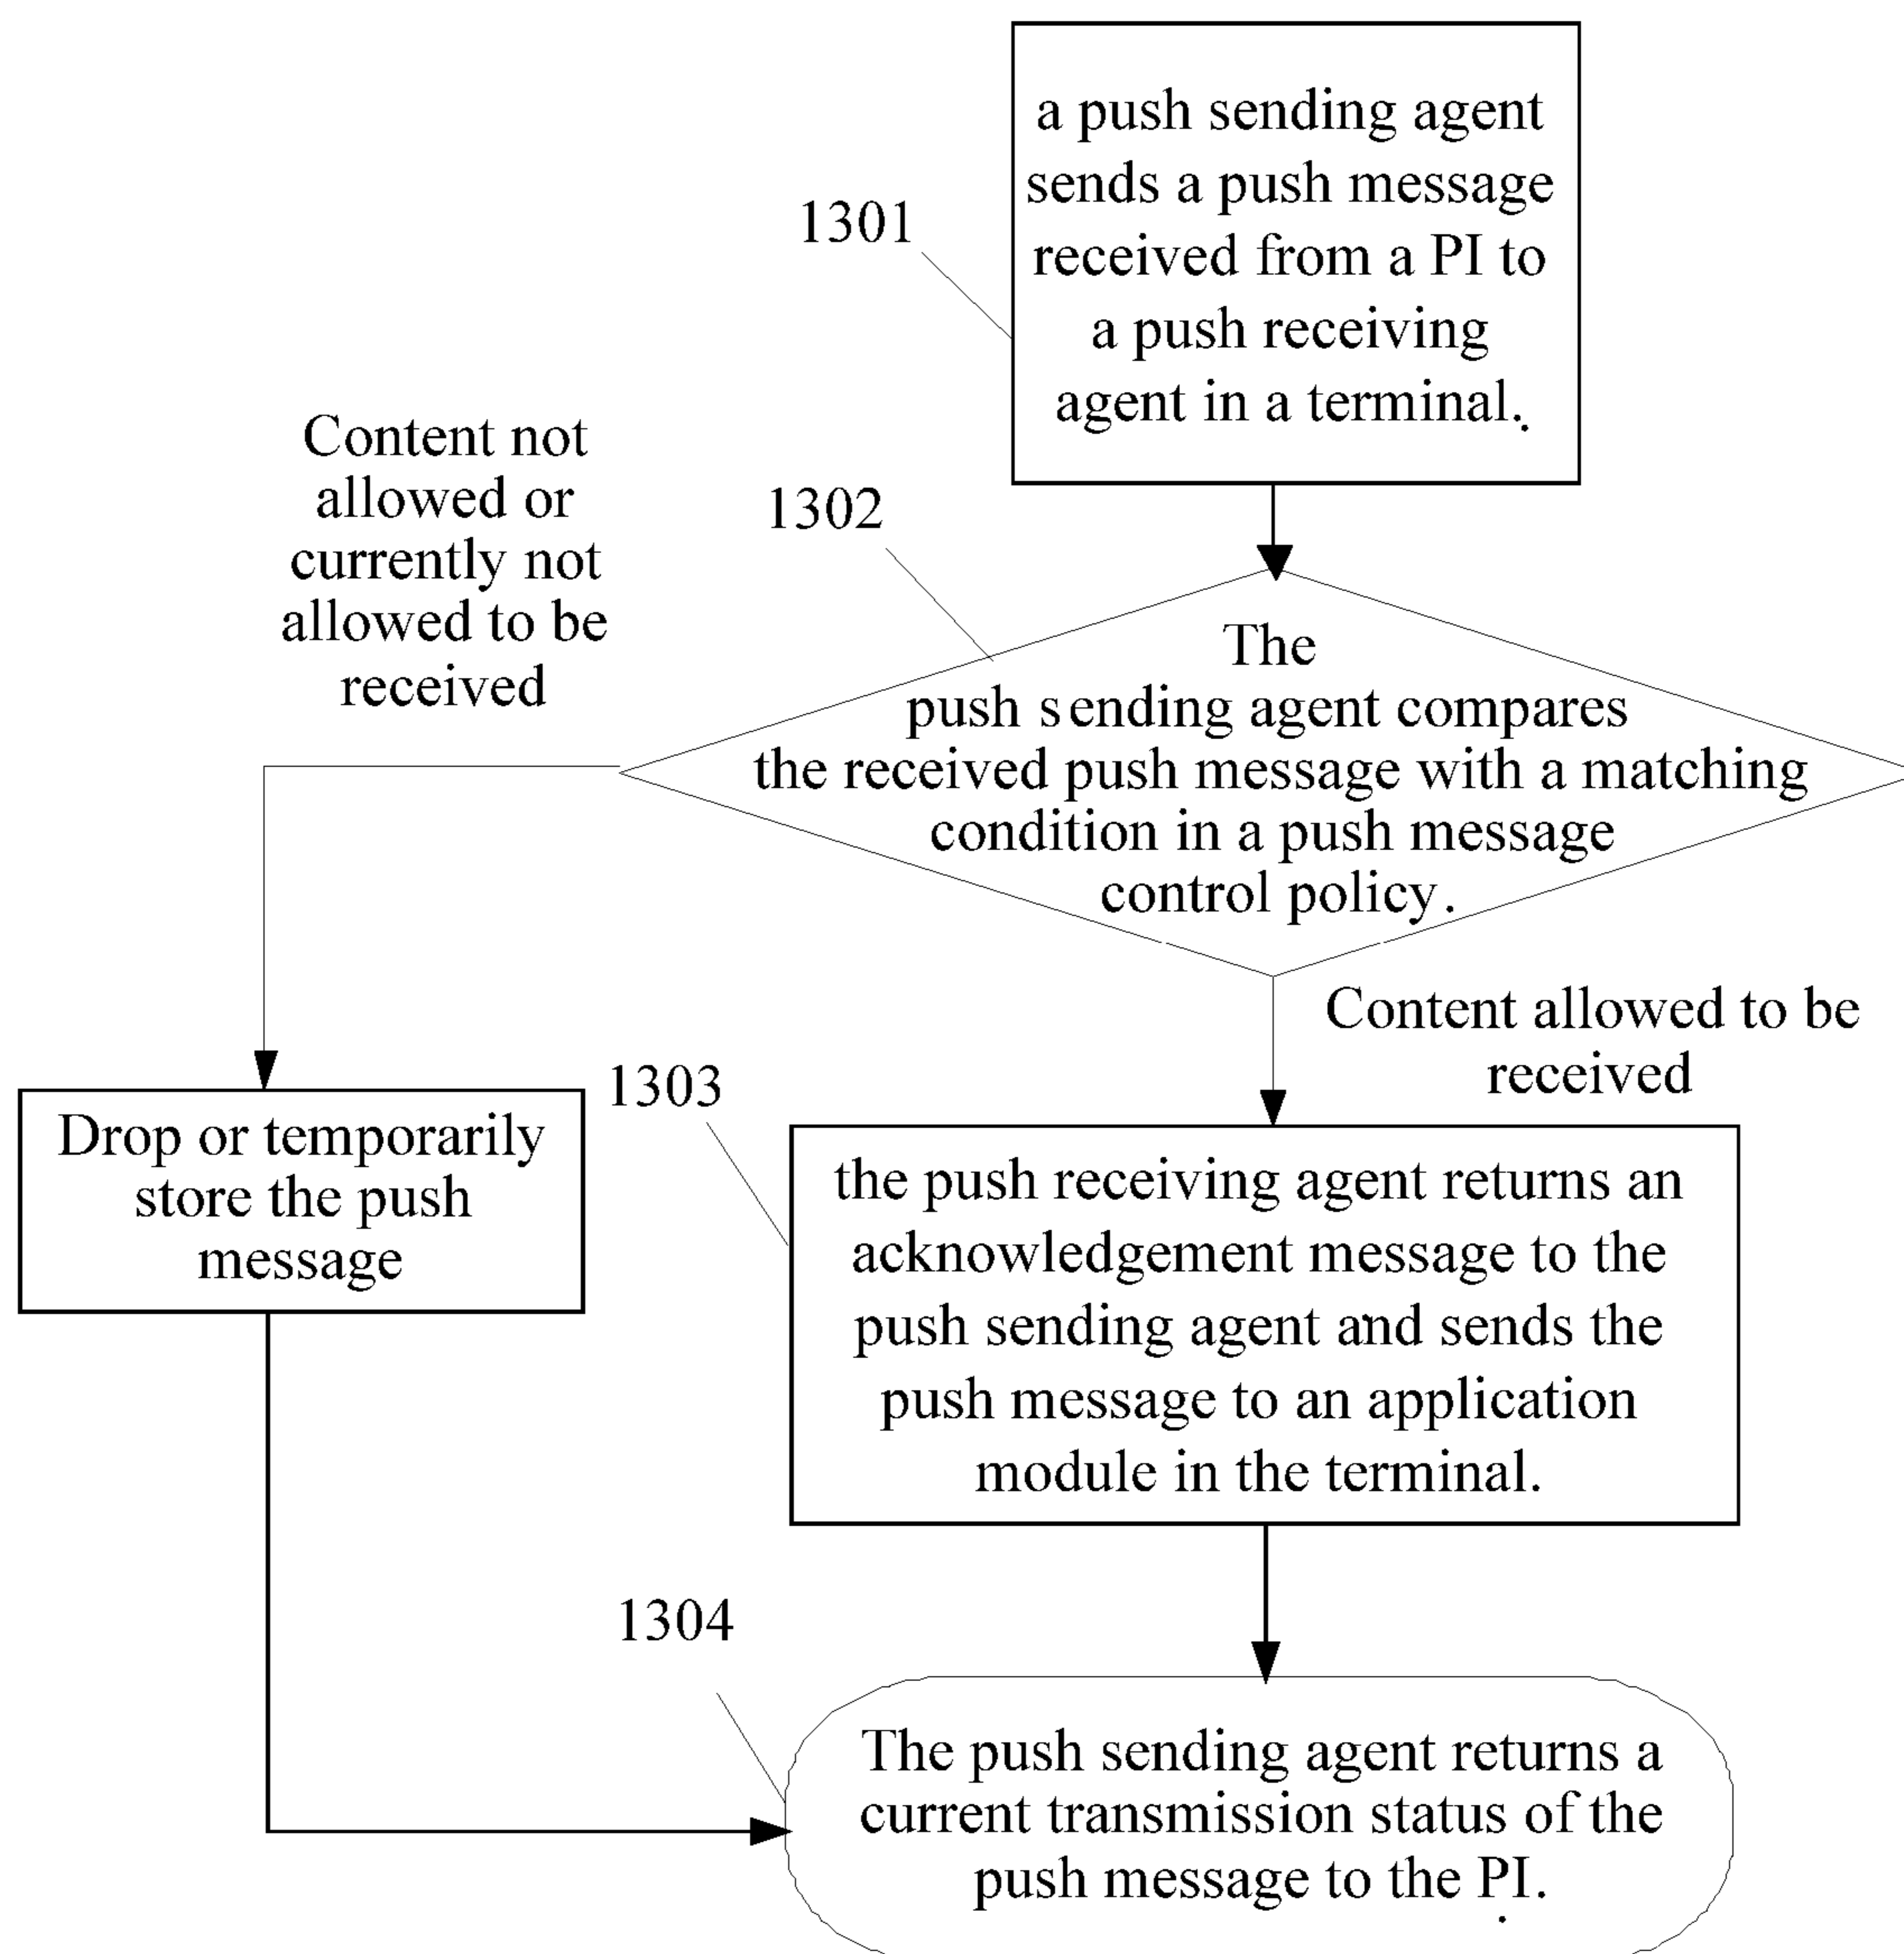 a push sending agent
sends a push message
received from a PI to
a push receiving
agent in a terminal.
1301
Content not
allowed or
currently not
allowed to be
received
1302
The
push sending agent compares
the received push message with a matching
condition in a push message
control policy.
Content allowed to be
received
Drop or temporarily
store the push
message
1303
the push receiving agent returns an
acknowledgement message to the
push sending agent and sends the
push message to an application
module in the terminal.
1304
The push sending agent returns a
current transmission status of the
push message to the PI.